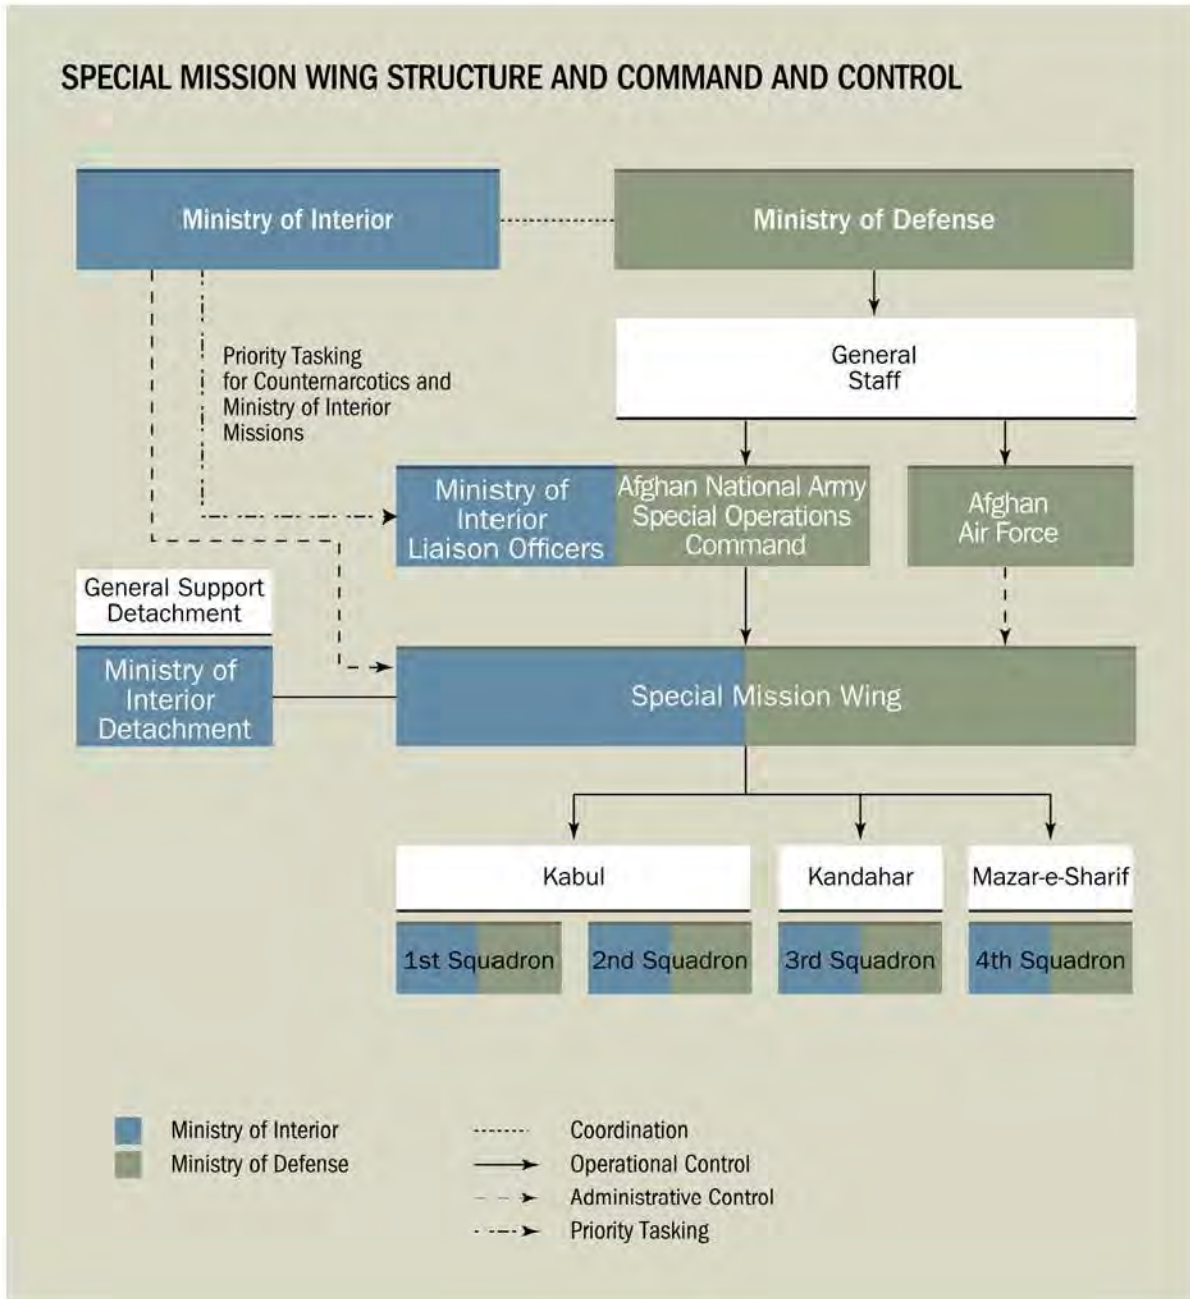 SPECIAL MISSION WING STRUCTURE AND COMMAND AND CONTROL
Ministry of Interior
Ministry of Defense
General
Staff
Priority Tasking
for Counternarcotics and
Ministry of Interior
Missions
Ministry of
Interior
Liaison Officers
Afghan National Army
Special Operations
Command
Afghan
Air Force
General Support
Detachment
Ministry of
Interior
Detachment
Special Mission Wing
Kabul
Kandahar
Mazar-e-Sharif
1st Squadron
2nd Squadron
3rd Squadron
4th Squadron
Ministry of Interior
Ministry of Defense
Coordination
Operational Control
Administrative Control
Priority Tasking